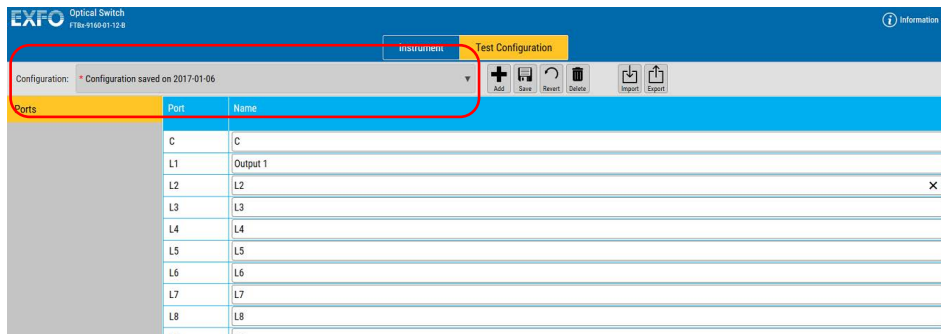 EXFO Optical Switch
FTBx-9160-01-12-B
Information
Instrument Test Configuration
Configuration: * Configuration saved on 2017-01-06
Add Save Revert Delete Import Export
Ports Port Name
C C
L1 Output 1
L2 L2
L3 L3
L4 L4
L5 L5
L6 L6
L7 L7
L8 L8